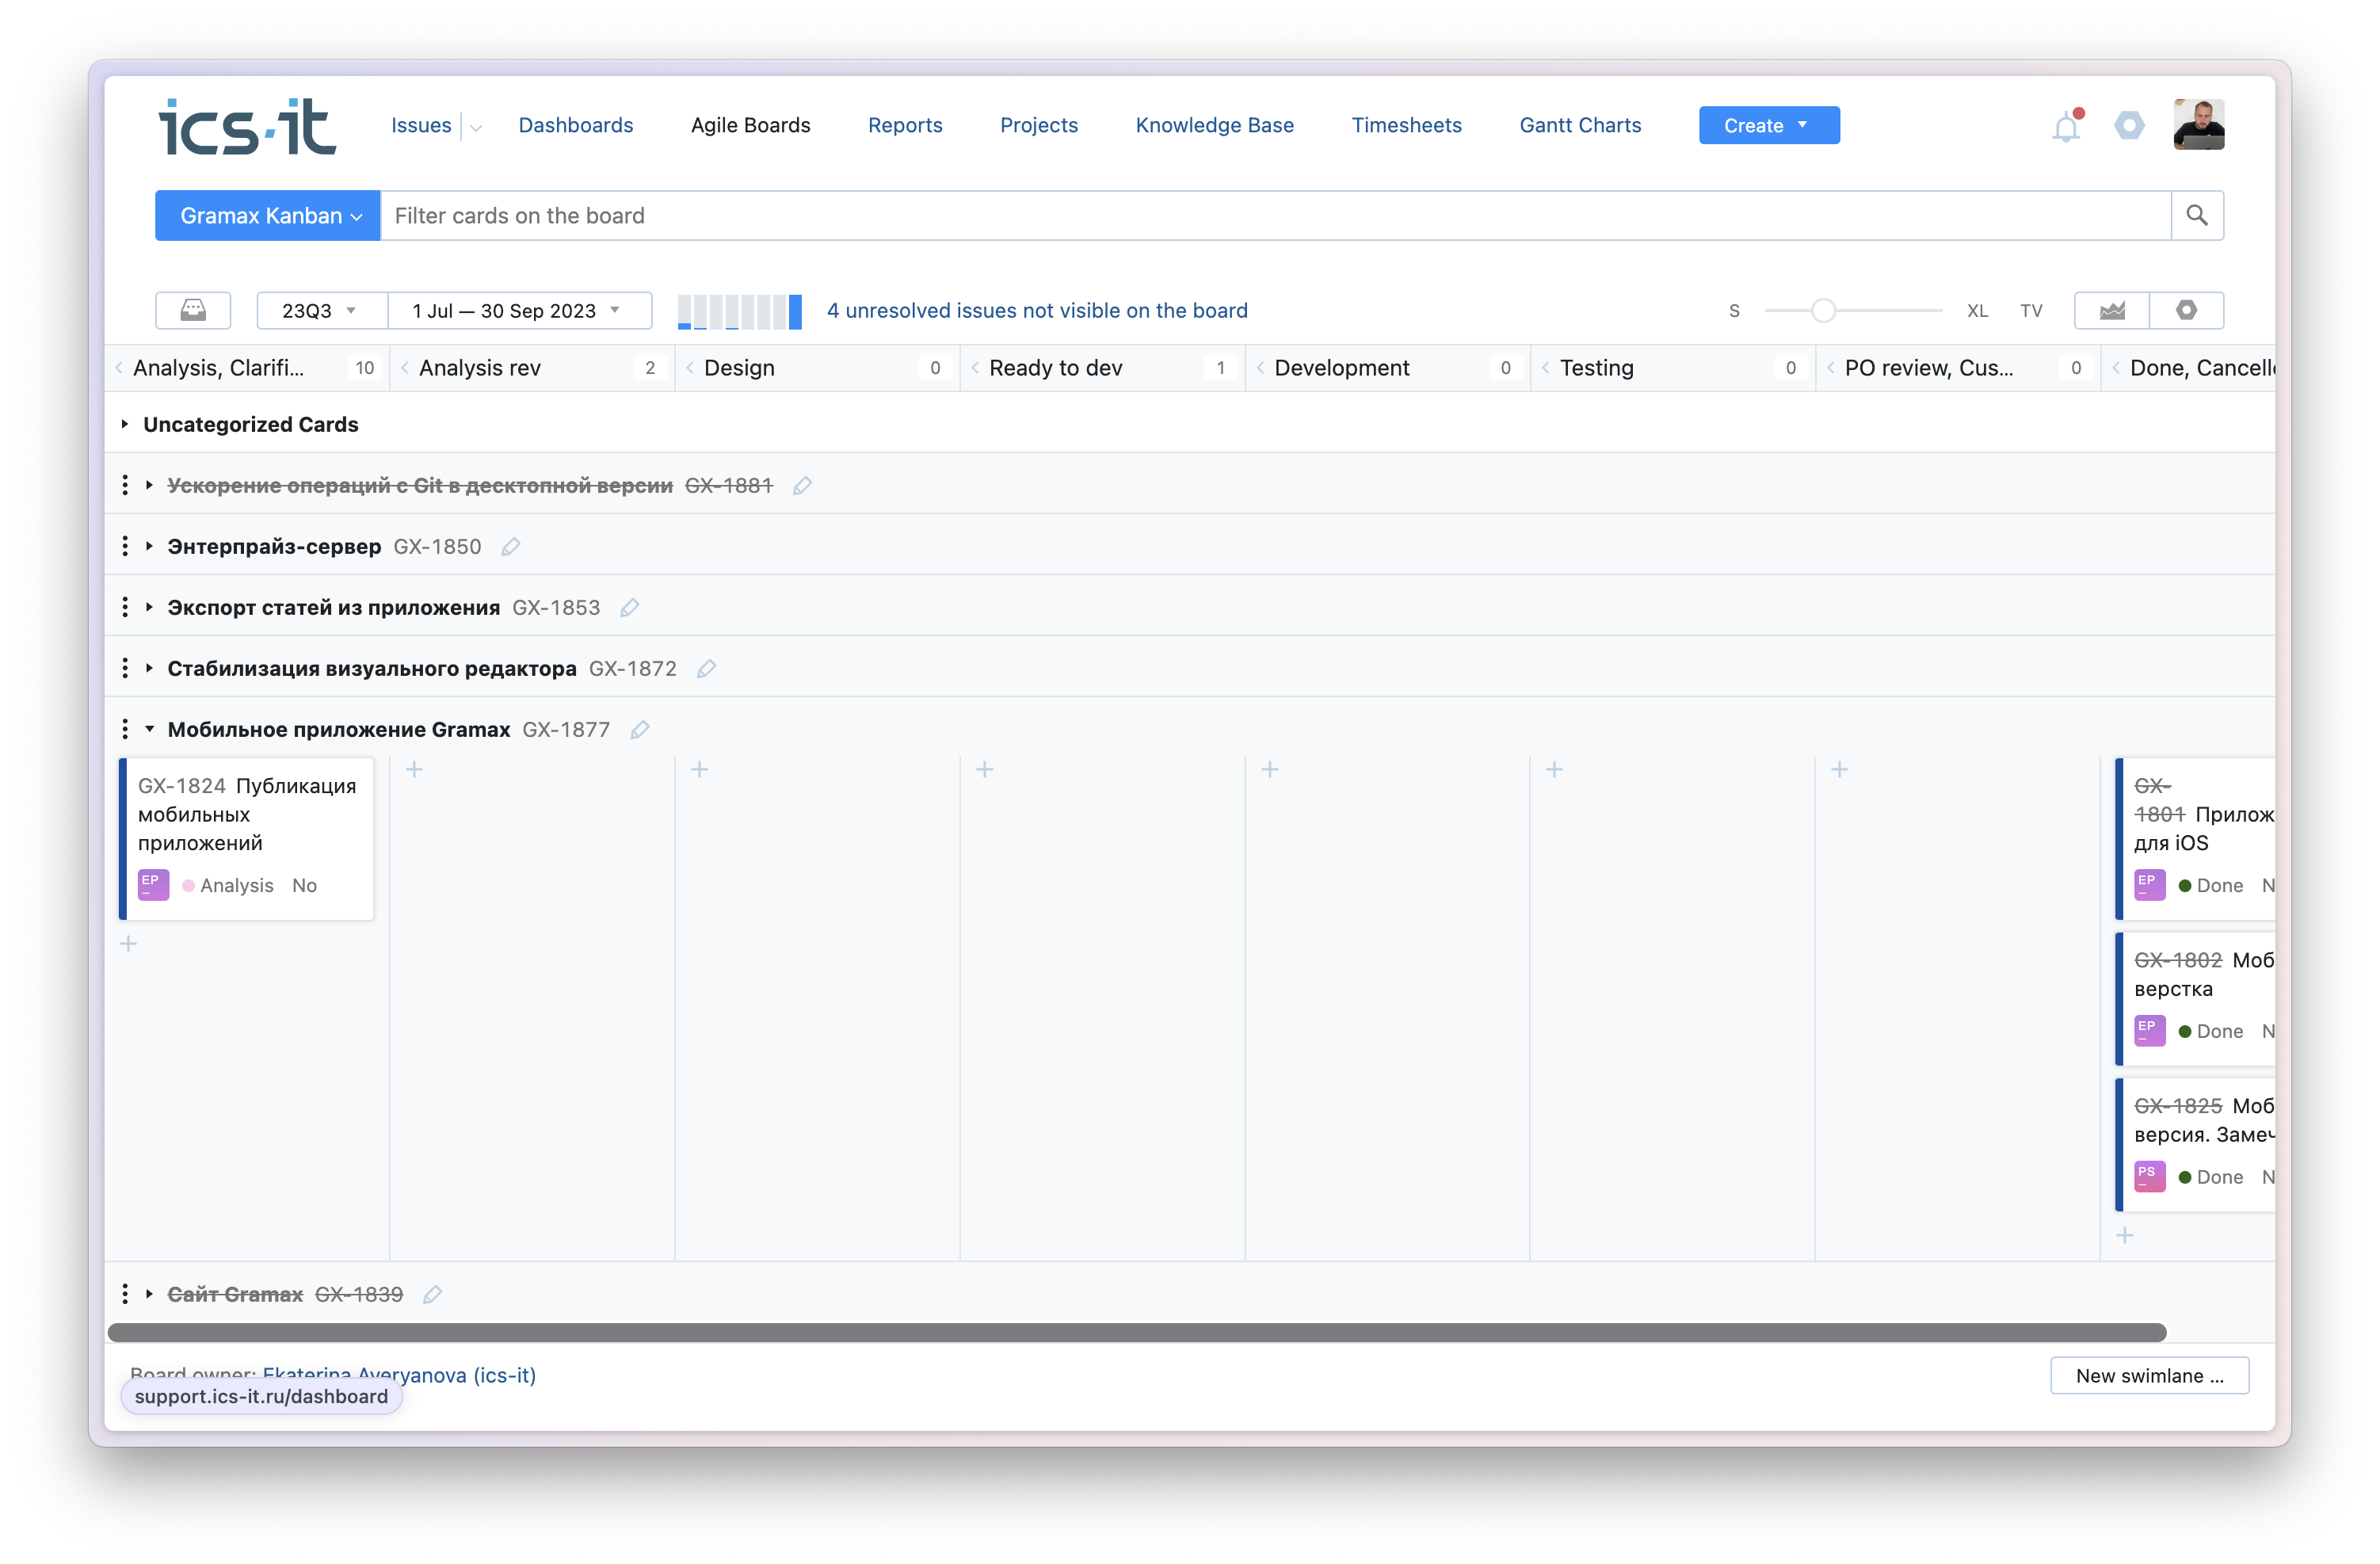 ics-it
Issues Dashboards Agile Boards Reports Projects Knowledge Base Timesheets Gantt Charts Create
Gramax Kanban Filter cards on the board
23Q3 1 Jul — 30 Sep 2023 4 unresolved issues not visible on the board S XL TV
Analysis, Clarifi... 10 Analysis rev 2 Design 0 Ready to dev 1 Development 0 Testing 0 PO review, Cus... 0 Done,
Uncategorized Cards
Ускорение операций с Git в десктопной версии GX-1881
Энтерпрайз-сервер GX-1850
Экспорт статей из приложения GX-1853
Стабилизация визуального редактора GX-1872
Мобильное приложение Gramax GX-1877
GX-1824 Публикация
мобильных
приложений
EP Analysis No
GX-
1801 Прилож
для iOS
EP Done N
GX-1802 Моб
верстка
EP Done N
GX-1825 Моб
версия. Замеч
PS Done N
Сайт Gramax GX-1839
Board owner: Ekaterina Averyanova (ics-it)
New swimlane ...
support.ics-it.ru/dashboard